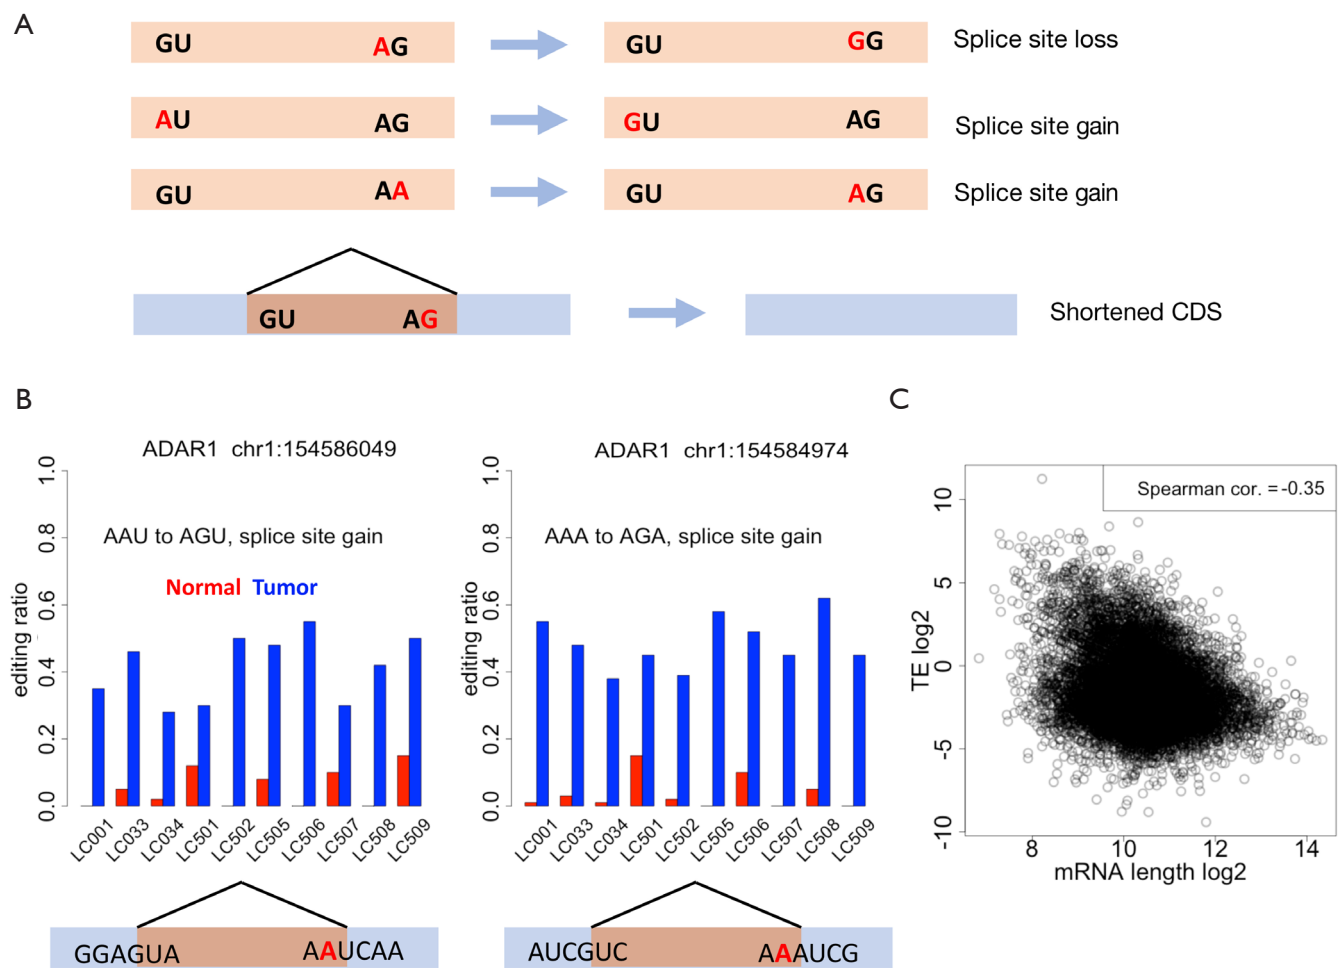 A
GU AG GU GG Splice site loss
AU AG GU AG Splice site gain
GU AA GU AG Splice site gain
GU AG Shortened CDS
B
ADAR1 chr1:154586049
AAU to AGU, splice site gain
Normal Tumor
editing ratio
0.0 0.2 0.4 0.6 0.8 1.0
LC001 LC033 LC034 LC501 LC502 LC505 LC506 LC507 LC508 LC509
GGAGUA AAUCAA
ADAR1 chr1:154584974
AAA to AGA, splice site gain
editing ratio
0.0 0.2 0.4 0.6 0.8 1.0
LC001 LC033 LC034 LC501 LC502 LC505 LC506 LC507 LC508 LC509
AUCGUC AAAUCG
C
Spearman cor. = -0.35
TE log2
-10 -5 0 5 10
8 10 12 14
mRNA length log2